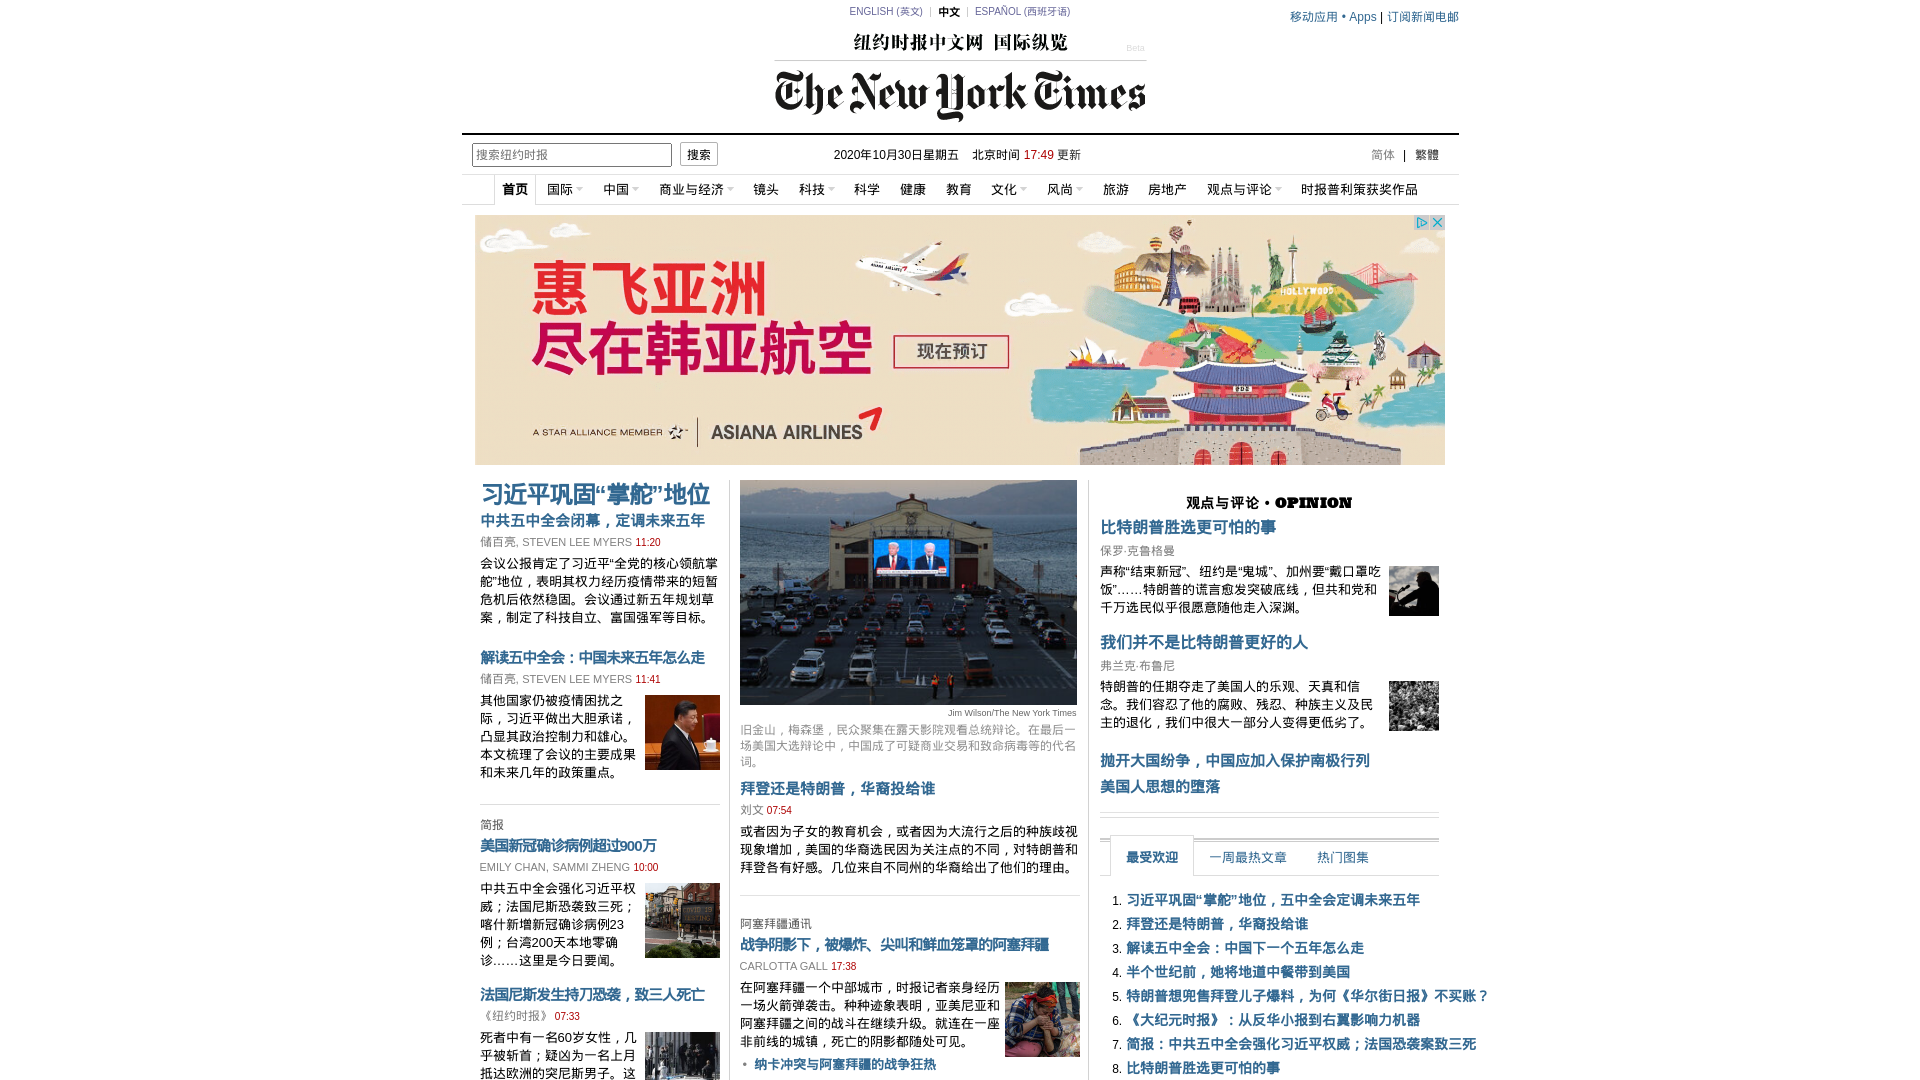 ENGLISH (英文)
中文
ESPAÑOL (西班牙语)
移动应用 • Apps | 订阅新闻电邮
纽约时报中文网 国际纵览
Beta
The New York Times
搜索纽约时报
搜索
2020年10月30日星期五 北京时间 17:49 更新
简体 | 繁體
首页 国际 中国 商业与经济 镜头 科技 科学 健康 教育 文化 风尚 旅游 房地产 观点与评论 时报普利策获奖作品
惠飞亚洲
尽在韩亚航空
现在预订
A STAR ALLIANCE MEMBER
ASIANA AIRLINES
ASIANA AIRLINES
HOLLYWOOD
习近平巩固“掌舵”地位
中共五中全会闭幕，定调未来五年
储百亮, STEVEN LEE MYERS 11:20
会议公报肯定了习近平“全党的核心领航掌
舵”地位，表明其权力经历疫情带来的短暂
危机后依然稳固。会议通过新五年规划草
案，制定了科技自立、富国强军等目标。
解读五中全会：中国未来五年怎么走
储百亮, STEVEN LEE MYERS 11:41
其他国家仍被疫情困扰之
际，习近平做出大胆承诺，
凸显其政治控制力和雄心。
本文梳理了会议的主要成果
和未来几年的政策重点。
简报
美国新冠确诊病例超过900万
EMILY CHAN, SAMMI ZHENG 10:00
中共五中全会强化习近平权
威；法国尼斯恐袭致三死；
喀什新增新冠确诊病例23
例；台湾200天本地零确
诊……这里是今日要闻。
法国尼斯发生持刀恐袭，致三人死亡
《纽约时报》 07:33
死者中有一名60岁女性，几
乎被斩首；疑凶为一名上月
抵达欧洲的突尼斯男子。这
Jim Wilson/The New York Times
旧金山，梅森堡，民众聚集在露天影院观看总统辩论。在最后一
场美国大选辩论中，中国成了可疑商业交易和致命病毒等的代名
词。
拜登还是特朗普，华裔投给谁
刘文 07:54
或者因为子女的教育机会，或者因为大流行之后的种族歧视
现象增加，美国的华裔选民因为关注点的不同，对特朗普和
拜登各有好感。几位来自不同州的华裔给出了他们的理由。
阿塞拜疆通讯
战争阴影下，被爆炸、尖叫和鲜血笼罩的阿塞拜疆
CARLOTTA GALL 17:38
在阿塞拜疆一个中部城市，时报记者亲身经历
一场火箭弹袭击。种种迹象表明，亚美尼亚和
阿塞拜疆之间的战斗在继续升级。就连在一座
非前线的城镇，死亡的阴影都随处可见。
• 纳卡冲突与阿塞拜疆的战争狂热
观点与评论 • OPINION
比特朗普胜选更可怕的事
保罗·克鲁格曼
声称“结束新冠”、纽约是“鬼城”、加州要“戴口罩吃
饭”……特朗普的谎言愈发突破底线，但共和党和
千万选民似乎很愿意随他走入深渊。
我们并不是比特朗普更好的人
弗兰克·布鲁尼
特朗普的任期夺走了美国人的乐观、天真和信
念。我们容忍了他的腐败、残忍、种族主义及民
主的退化，我们中很大一部分人变得更低劣了。
抛开大国纷争，中国应加入保护南极行列
美国人思想的堕落
最受欢迎 一周最热文章 热门图集
1. 习近平巩固“掌舵”地位，五中全会定调未来五年
2. 拜登还是特朗普，华裔投给谁
3. 解读五中全会：中国下一个五年怎么走
4. 半个世纪前，她将地道中餐带到美国
5. 特朗普想兜售拜登儿子爆料，为何《华尔街日报》不买账？
6. 《大纪元时报》：从反华小报到右翼影响力机器
7. 简报：中共五中全会强化习近平权威；法国恐袭案致三死
8. 比特朗普胜选更可怕的事